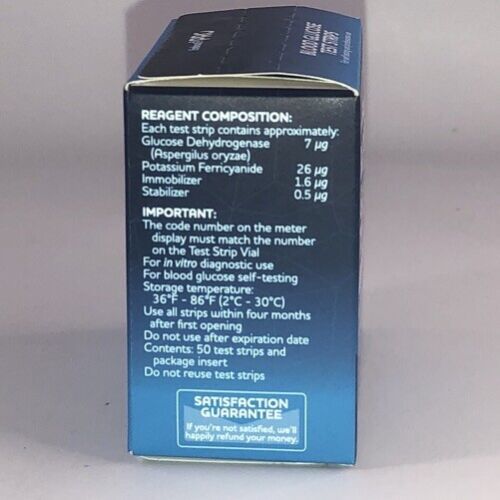 BLOOD GLUCOSE
TEST STRIPS
REAGENT COMPOSITION:
Each test strip contains approximately:
Glucose Dehydrogenase 7 µg
(Aspergilus oryzae)
Potassium Ferricyanide 26 µg
Immobilizer 1.6 µg
Stabilizer 0.5 µg
IMPORTANT:
The code number on the meter
display must match the number
on the Test Strip Vial
For in vitro diagnostic use
For blood glucose self-testing
Storage temperature:
36°F - 86°F (2°C - 30°C)
Use all strips within four months
after first opening
Do not use after expiration date
Contents: 50 test strips and
package insert
Do not reuse test strips
SATISFACTION
GUARANTEE
If you're not satisfied, we'll
happily refund your money.